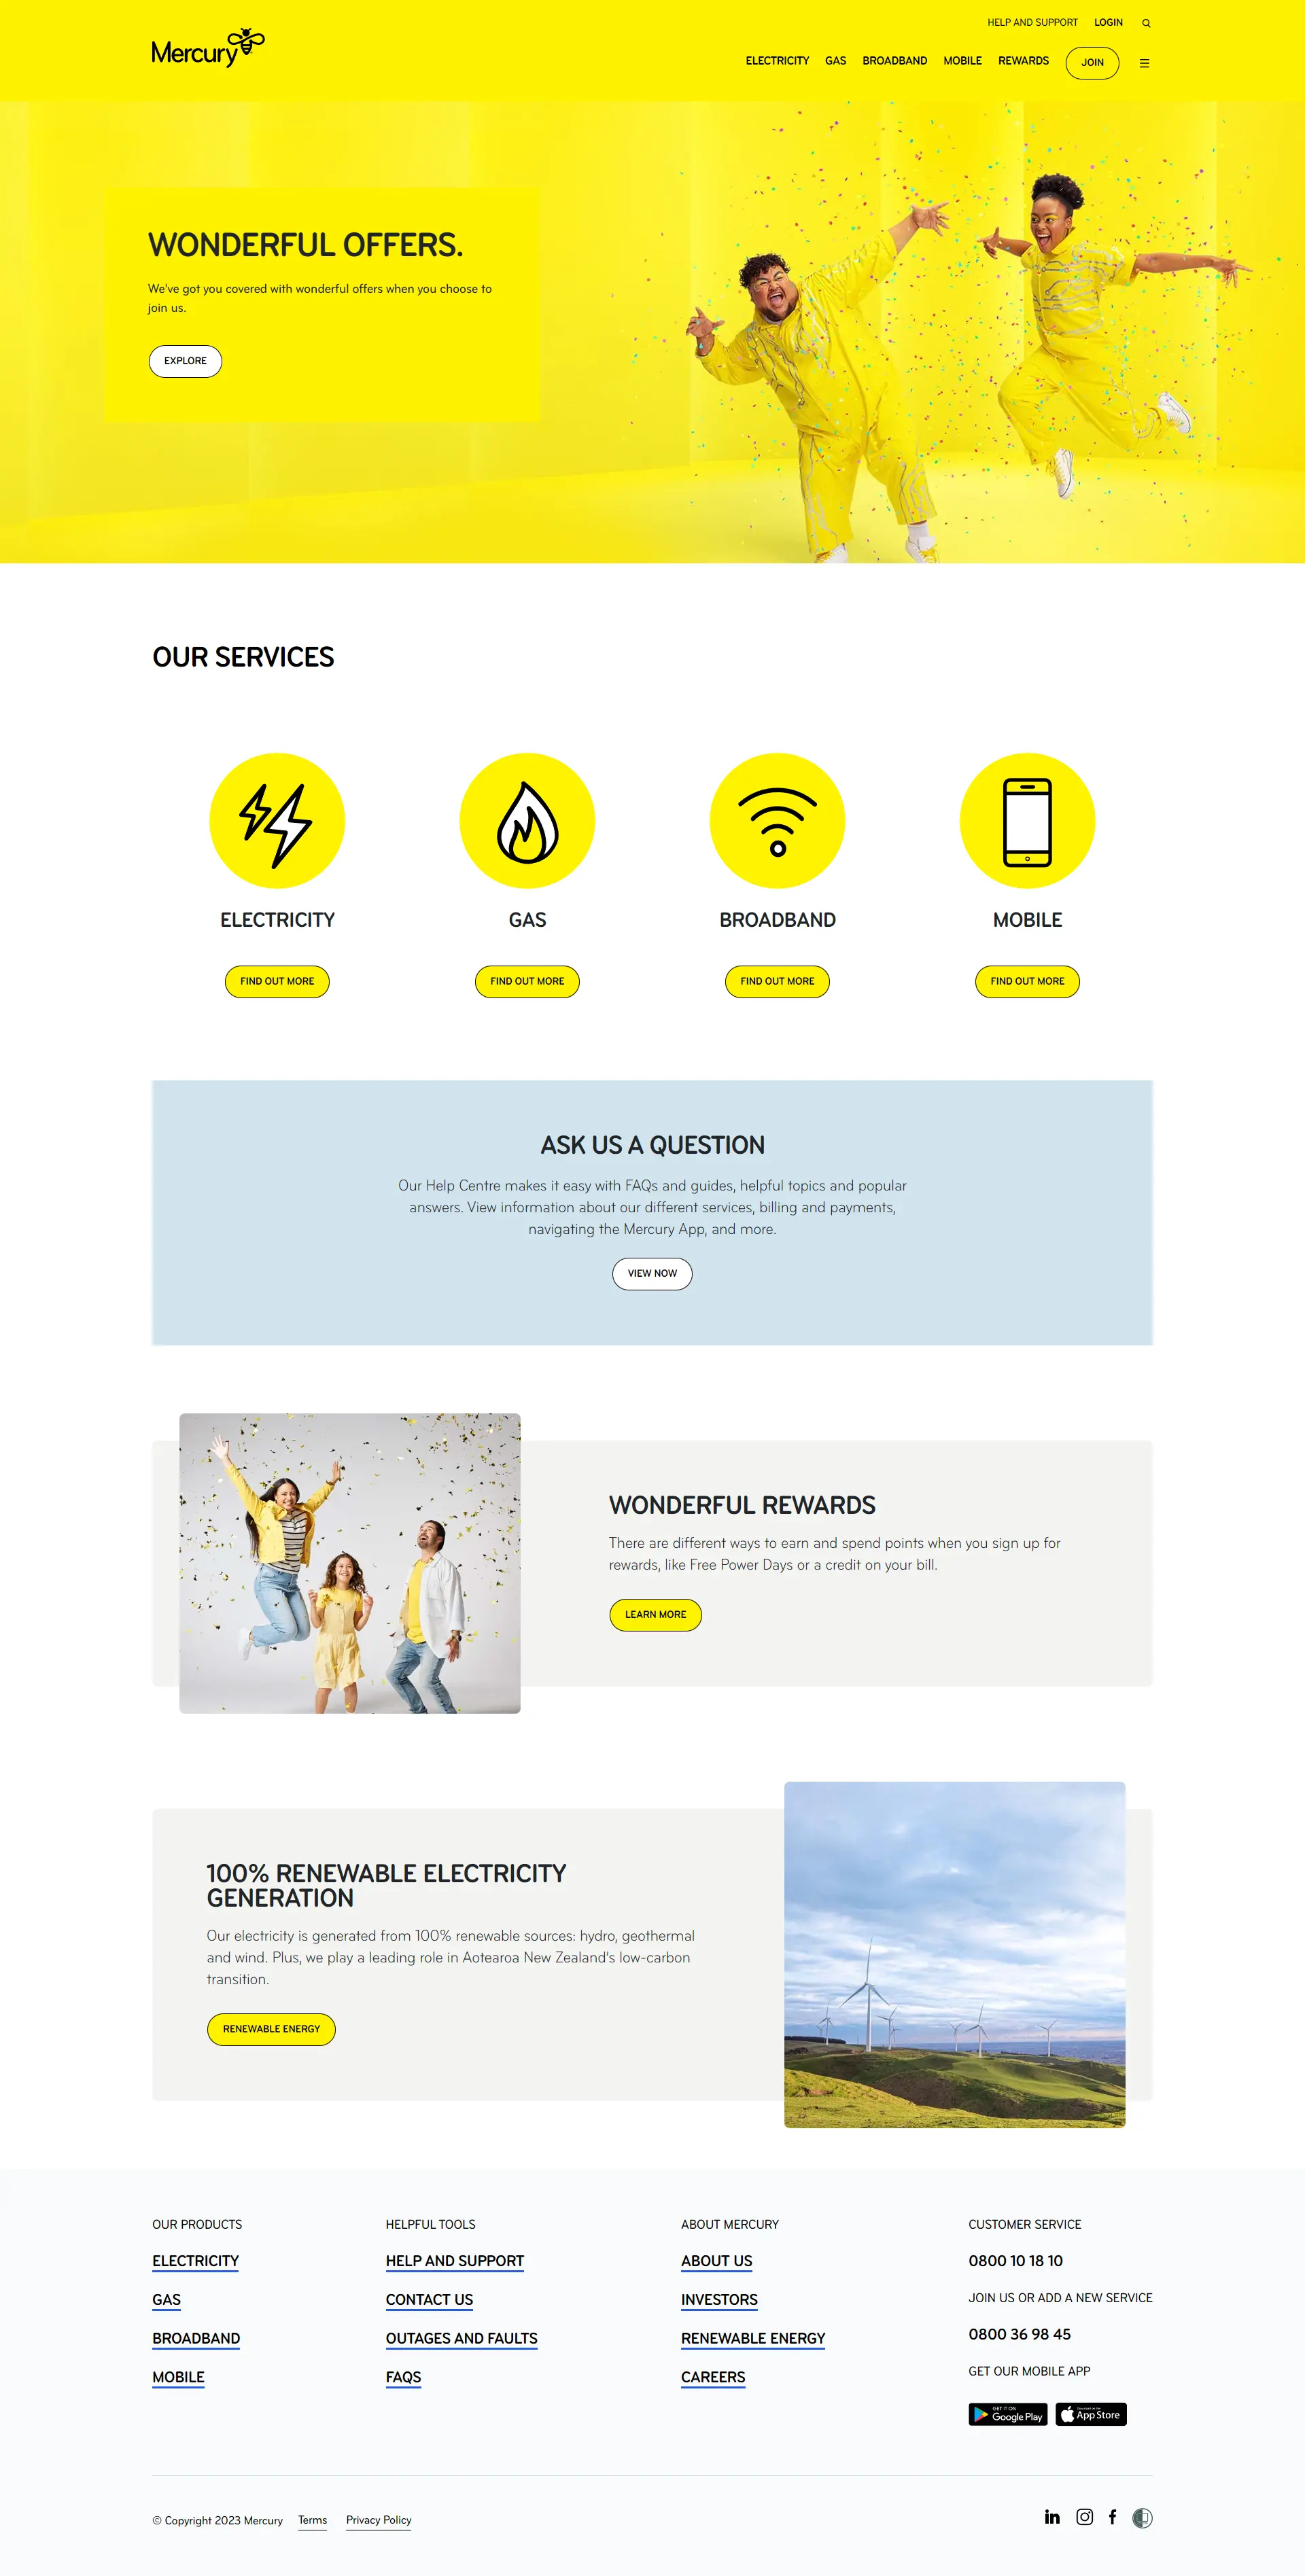 Mercury
HELP AND SUPPORT LOGIN
ELECTRICITY GAS BROADBAND MOBILE REWARDS JOIN
WONDERFUL OFFERS.
We've got you covered with wonderful offers when you choose to
join us.
EXPLORE
OUR SERVICES
ELECTRICITY
FIND OUT MORE
GAS
FIND OUT MORE
BROADBAND
FIND OUT MORE
MOBILE
FIND OUT MORE
ASK US A QUESTION
Our Help Centre makes it easy with FAQs and guides, helpful topics and popular
answers. View information about our different services, billing and payments,
navigating the Mercury App, and more.
VIEW NOW
WONDERFUL REWARDS
There are different ways to earn and spend points when you sign up for
rewards, like Free Power Days or a credit on your bill.
LEARN MORE
100% RENEWABLE ELECTRICITY
GENERATION
Our electricity is generated from 100% renewable sources: hydro, geothermal
and wind. Plus, we play a leading role in Aotearoa New Zealand's low-carbon
transition.
RENEWABLE ENERGY
OUR PRODUCTS
ELECTRICITY
GAS
BROADBAND
MOBILE
HELPFUL TOOLS
HELP AND SUPPORT
CONTACT US
OUTAGES AND FAULTS
FAQS
ABOUT MERCURY
ABOUT US
INVESTORS
RENEWABLE ENERGY
CAREERS
CUSTOMER SERVICE
0800 10 18 10
JOIN US OR ADD A NEW SERVICE
0800 36 98 45
GET OUR MOBILE APP
GET IT ON
Google Play
App Store
© Copyright 2023 Mercury Terms Privacy Policy